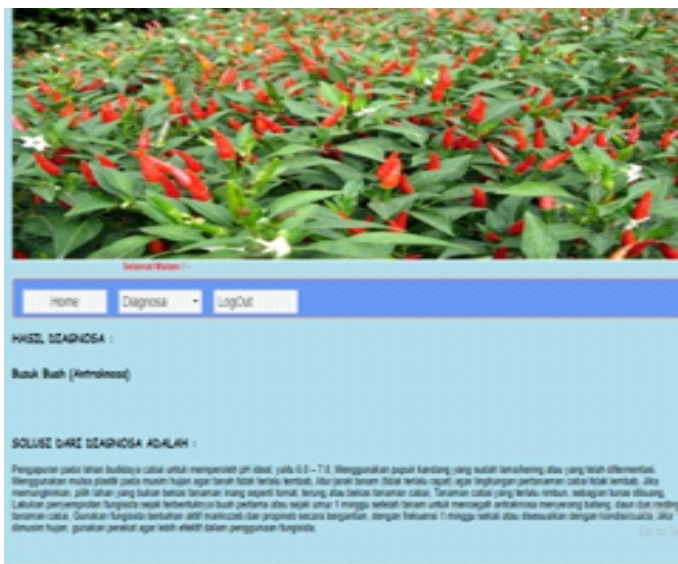 Selamat Malam ! -
Home Diagnosa LogOut
HASIL DIAGNOSA :
Busuk Buah (Antraknosa)
SOLUSI DARI DIAGNOSA ADALAH :
Pengapuran pada lahan budidaya cabai untuk memperoleh pH ideal, yaitu 6.0 – 7.0. Menggunakan pupuk kandang yang sudah yang telah difermentasi.
Menggunakan mulsa plastik pada musim hujan agar tanah tidak terlalu lembab. Atur jarak tanam (tidak terlalu rapat) agar lingkungan pertanaman cabai tidak lembab. Jika
memungkinkan, pilih lahan yang bukan bekas tanaman inang seperti tomat, terong atau bekas tanaman cabai. Tanaman cabai yang terlalu rimbun, sebagian tunas dibuang.
Lakukan penyemprotan fungisida sejak terbentuknya buah pertama atau sejak umur 1 minggu setelah tanam untuk mencegah antraknosa menyerang batang, daun dan ranting
tanaman cabai. Gunakan fungisida berbahan aktif mankozeb dan propineb secara bergantian, dengan frekuensi 1 minggu sekali atau disesuaikan dengan Jika
dimusim hujan, gunakan perekat agar lebih efektif dalam penggunaan fungisida.
Go to S